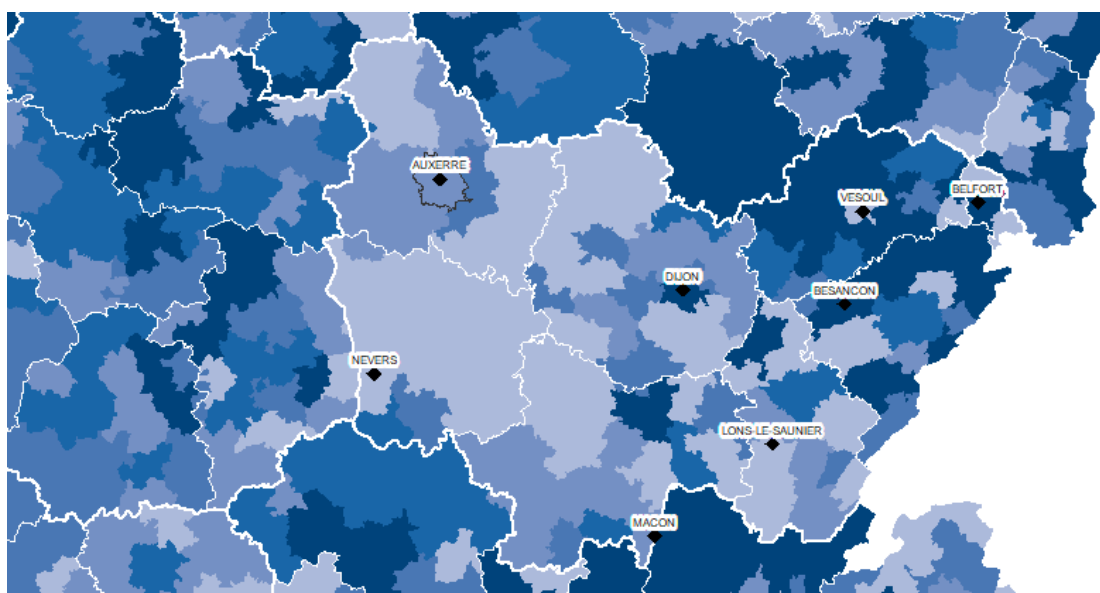 AUXERRE
VESOUL
BELFORT
DIJON
BESANCON
NEVERS
LONS-LE-SAUNIER
MACON